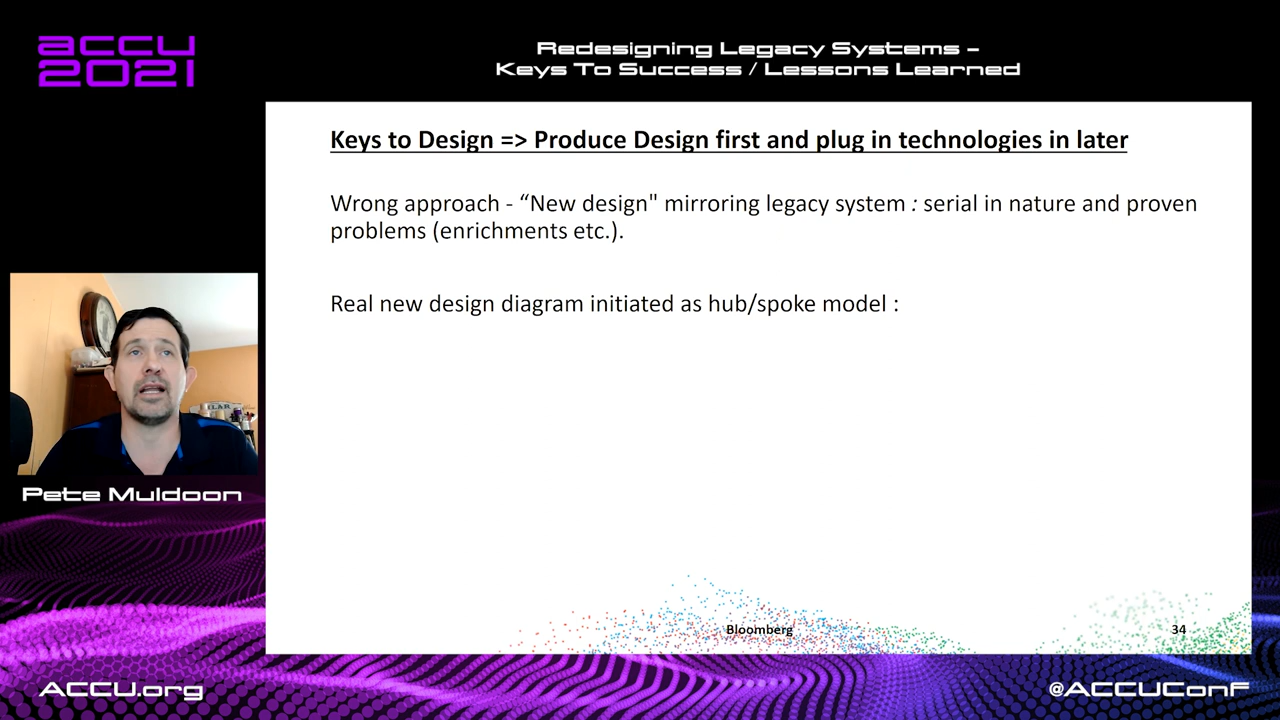 accu
2021
Redesigning Legacy Systems –
Keys To Success / Lessons Learned
Keys to Design => Produce Design first and plug in technologies in later
Wrong approach - “New design" mirroring legacy system : serial in nature and proven
problems (enrichments etc.).
Real new design diagram initiated as hub/spoke model :
Pete Muldoon
Bloomberg
34
ACCU.org
@ACCUConf